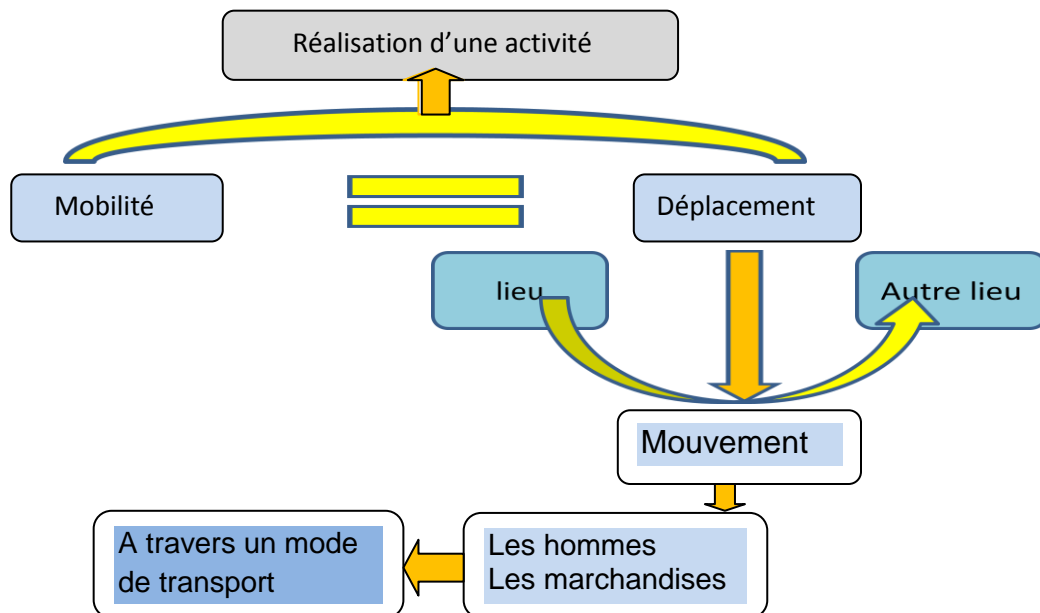 Réalisation d’une activité
Mobilité
Déplacement
lieu
Autre lieu
Mouvement
A travers un mode
de transport
Les hommes
Les marchandises